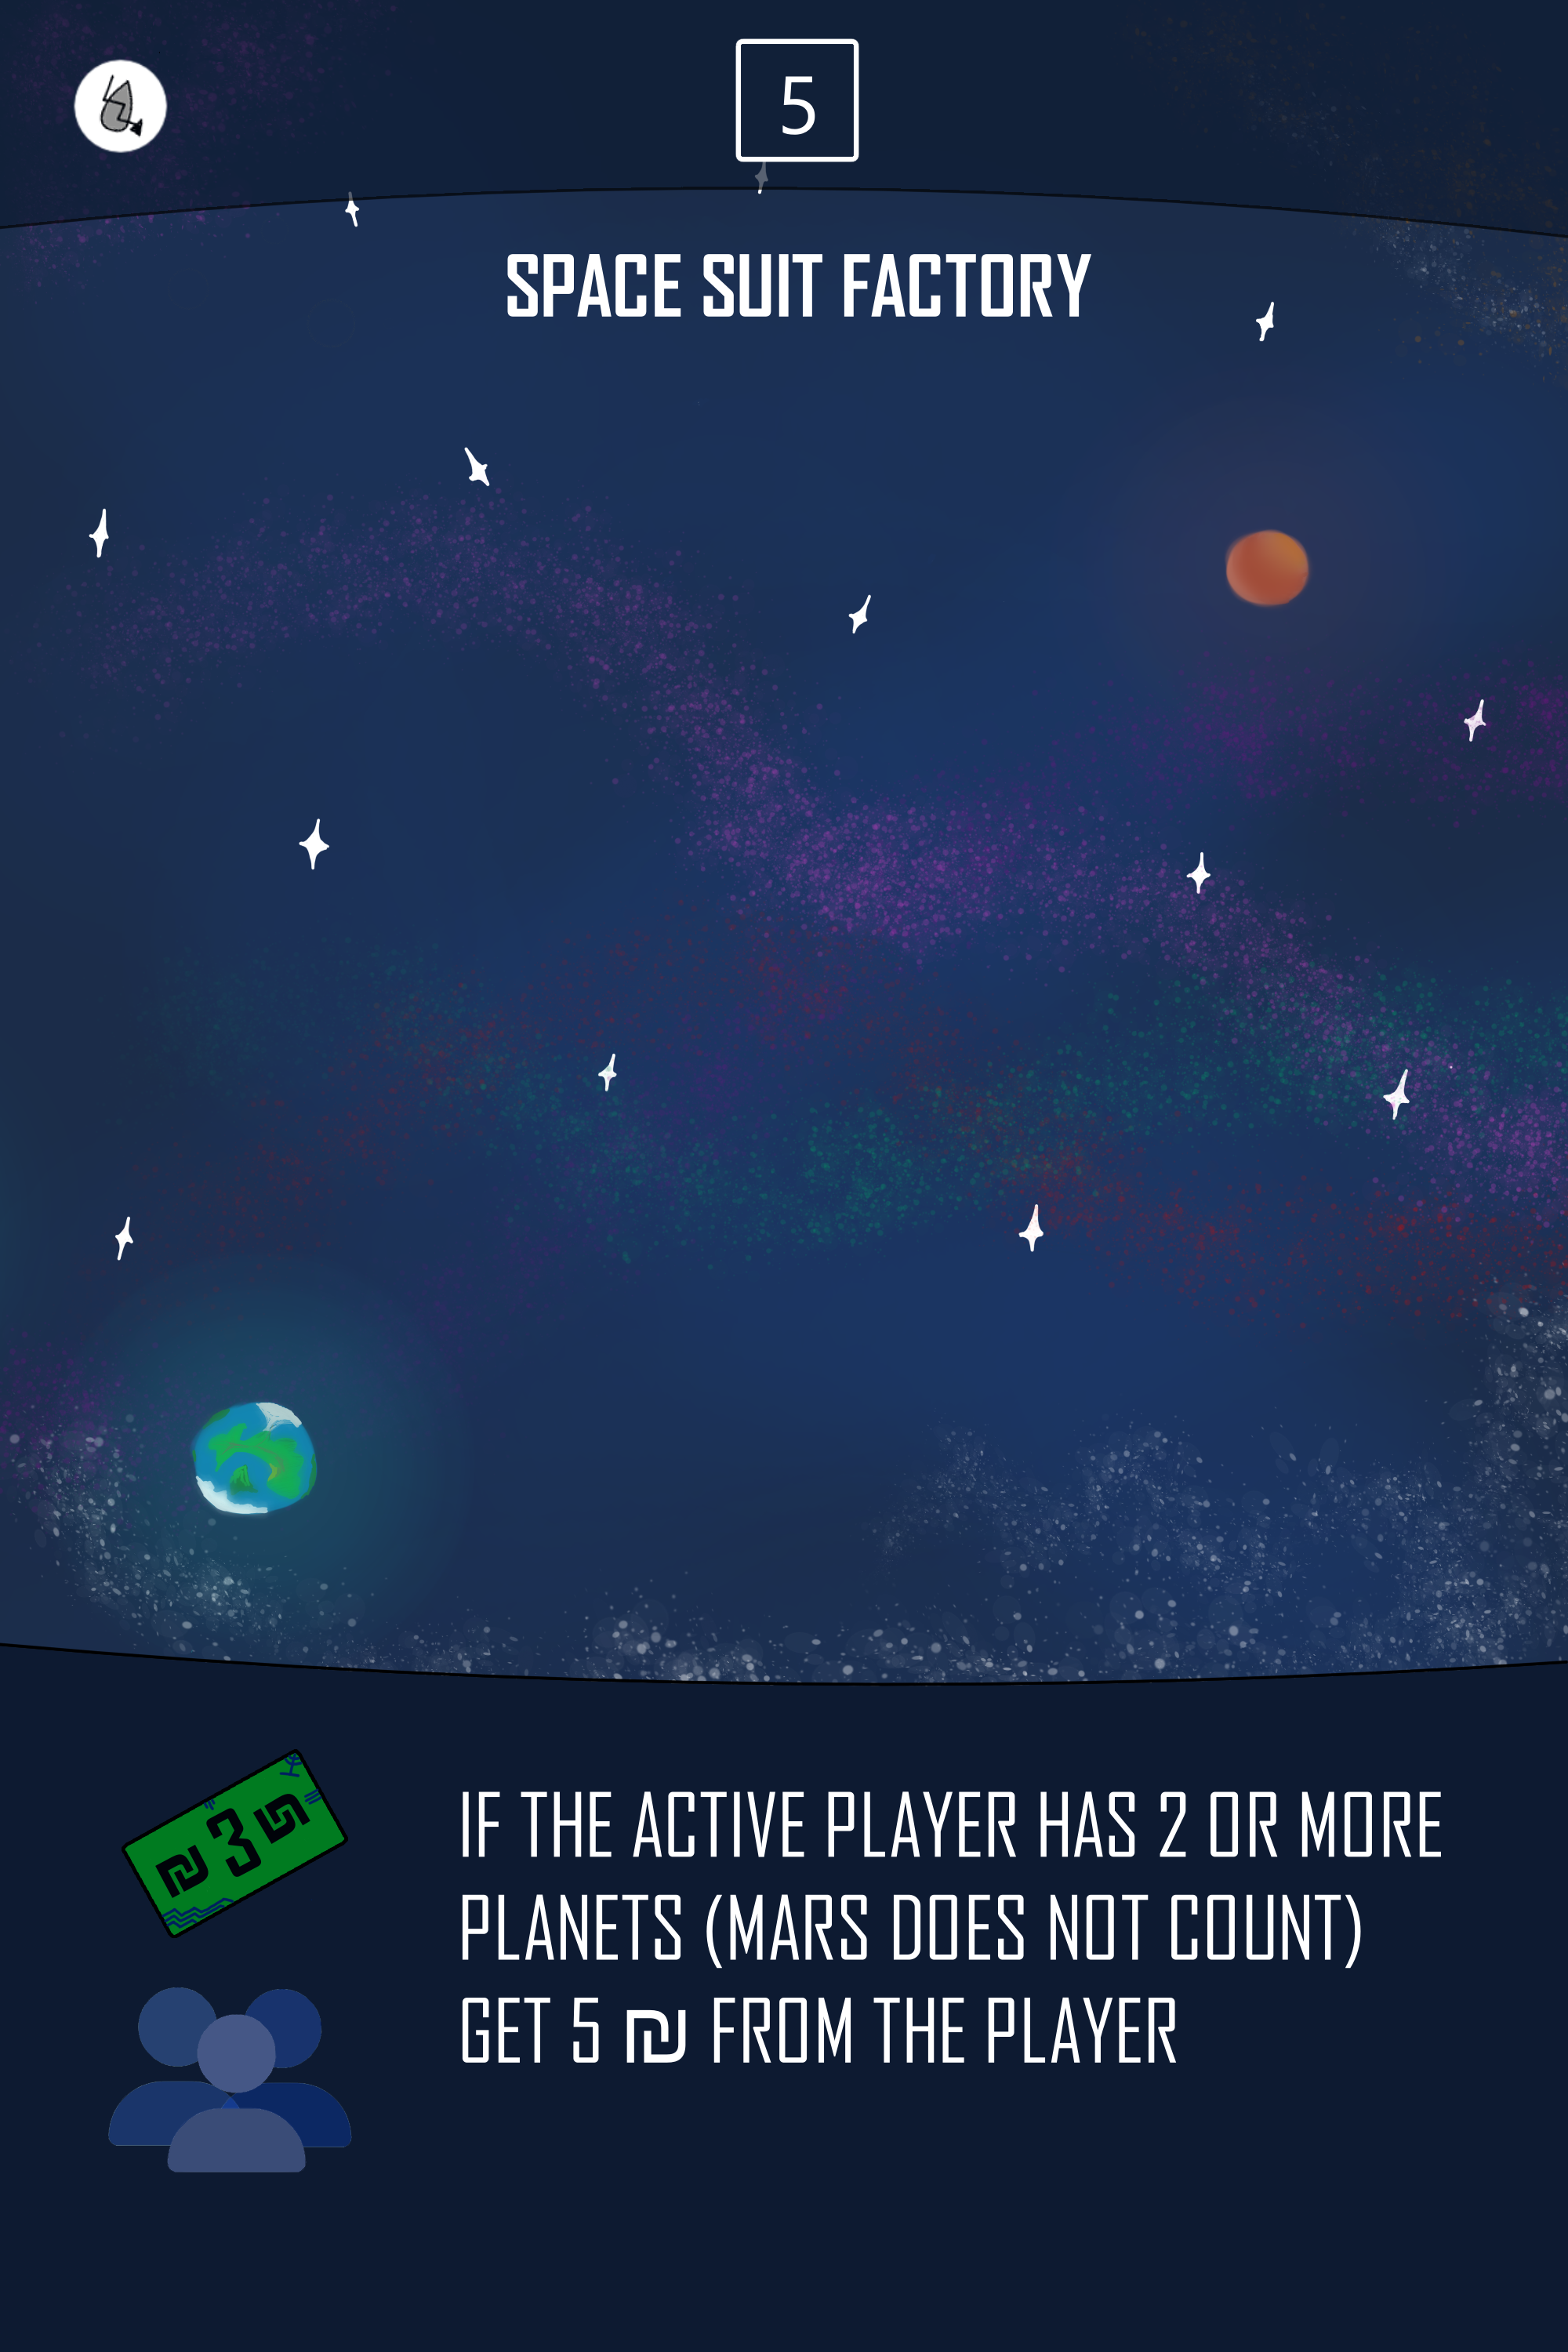 5
SPACE SUIT FACTORY
₪ 3 ₪
IF THE ACTIVE PLAYER HAS 2 OR MORE
PLANETS (MARS DOES NOT COUNT)
GET 5 ₪ FROM THE PLAYER